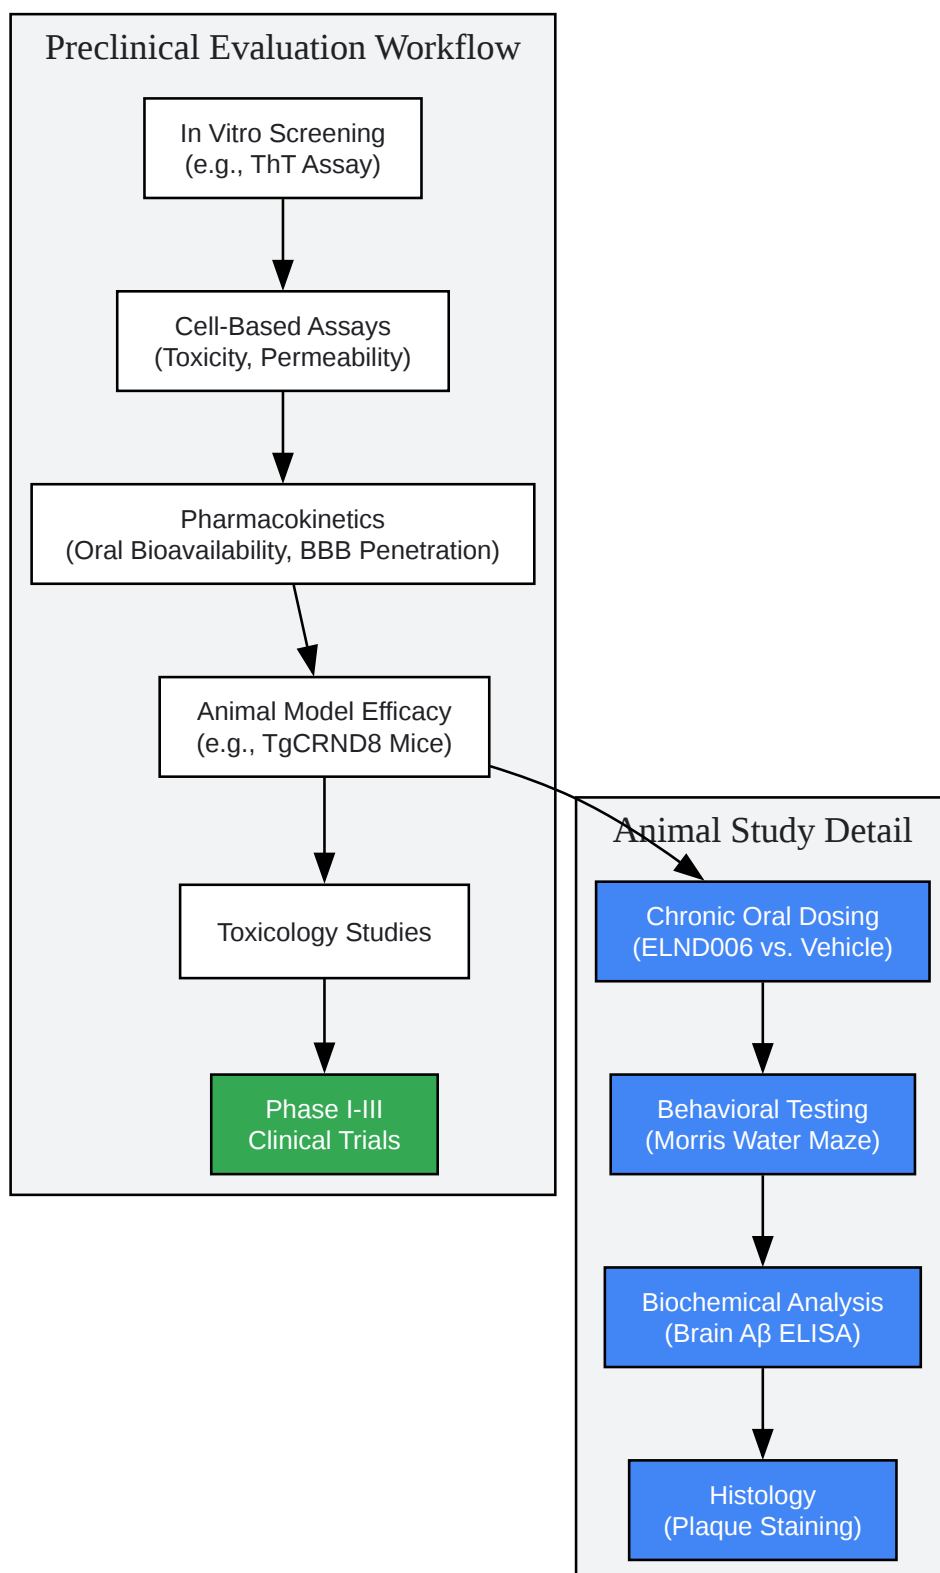 Preclinical Evaluation Workflow
In Vitro Screening
(e.g., ThT Assay)
Cell-Based Assays
(Toxicity, Permeability)
Pharmacokinetics
(Oral Bioavailability, BBB Penetration)
Animal Model Efficacy
(e.g., TgCRND8 Mice)
Toxicology Studies
Phase I-III
Clinical Trials
Animal Study Detail
Chronic Oral Dosing
(ELND006 vs. Vehicle)
Behavioral Testing
(Morris Water Maze)
Biochemical Analysis
(Brain Aβ ELISA)
Histology
(Plaque Staining)